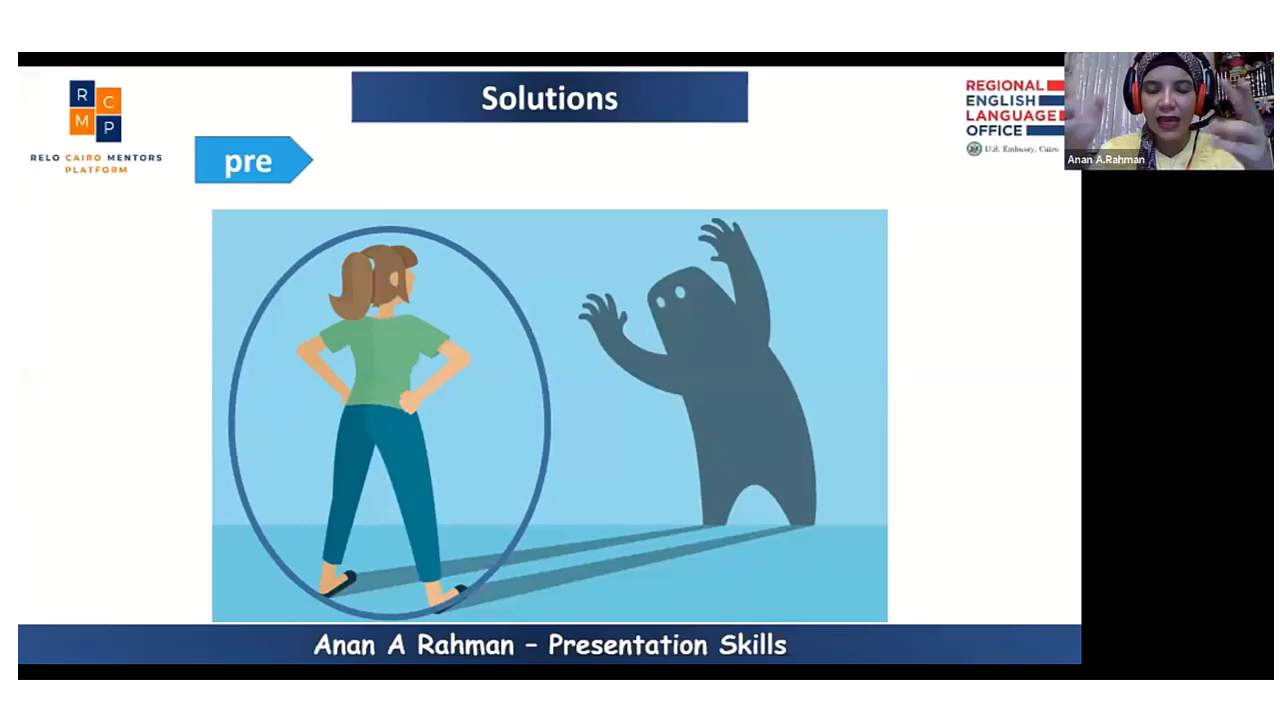 Solutions
R
C
M
P
RELO CAIRO MENTORS
PLATFORM
pre
REGIONAL
ENGLISH
LANGUAGE
OFFICE
U.S. Embassy, Cairo
Anan A.Rahman
Anan A Rahman – Presentation Skills